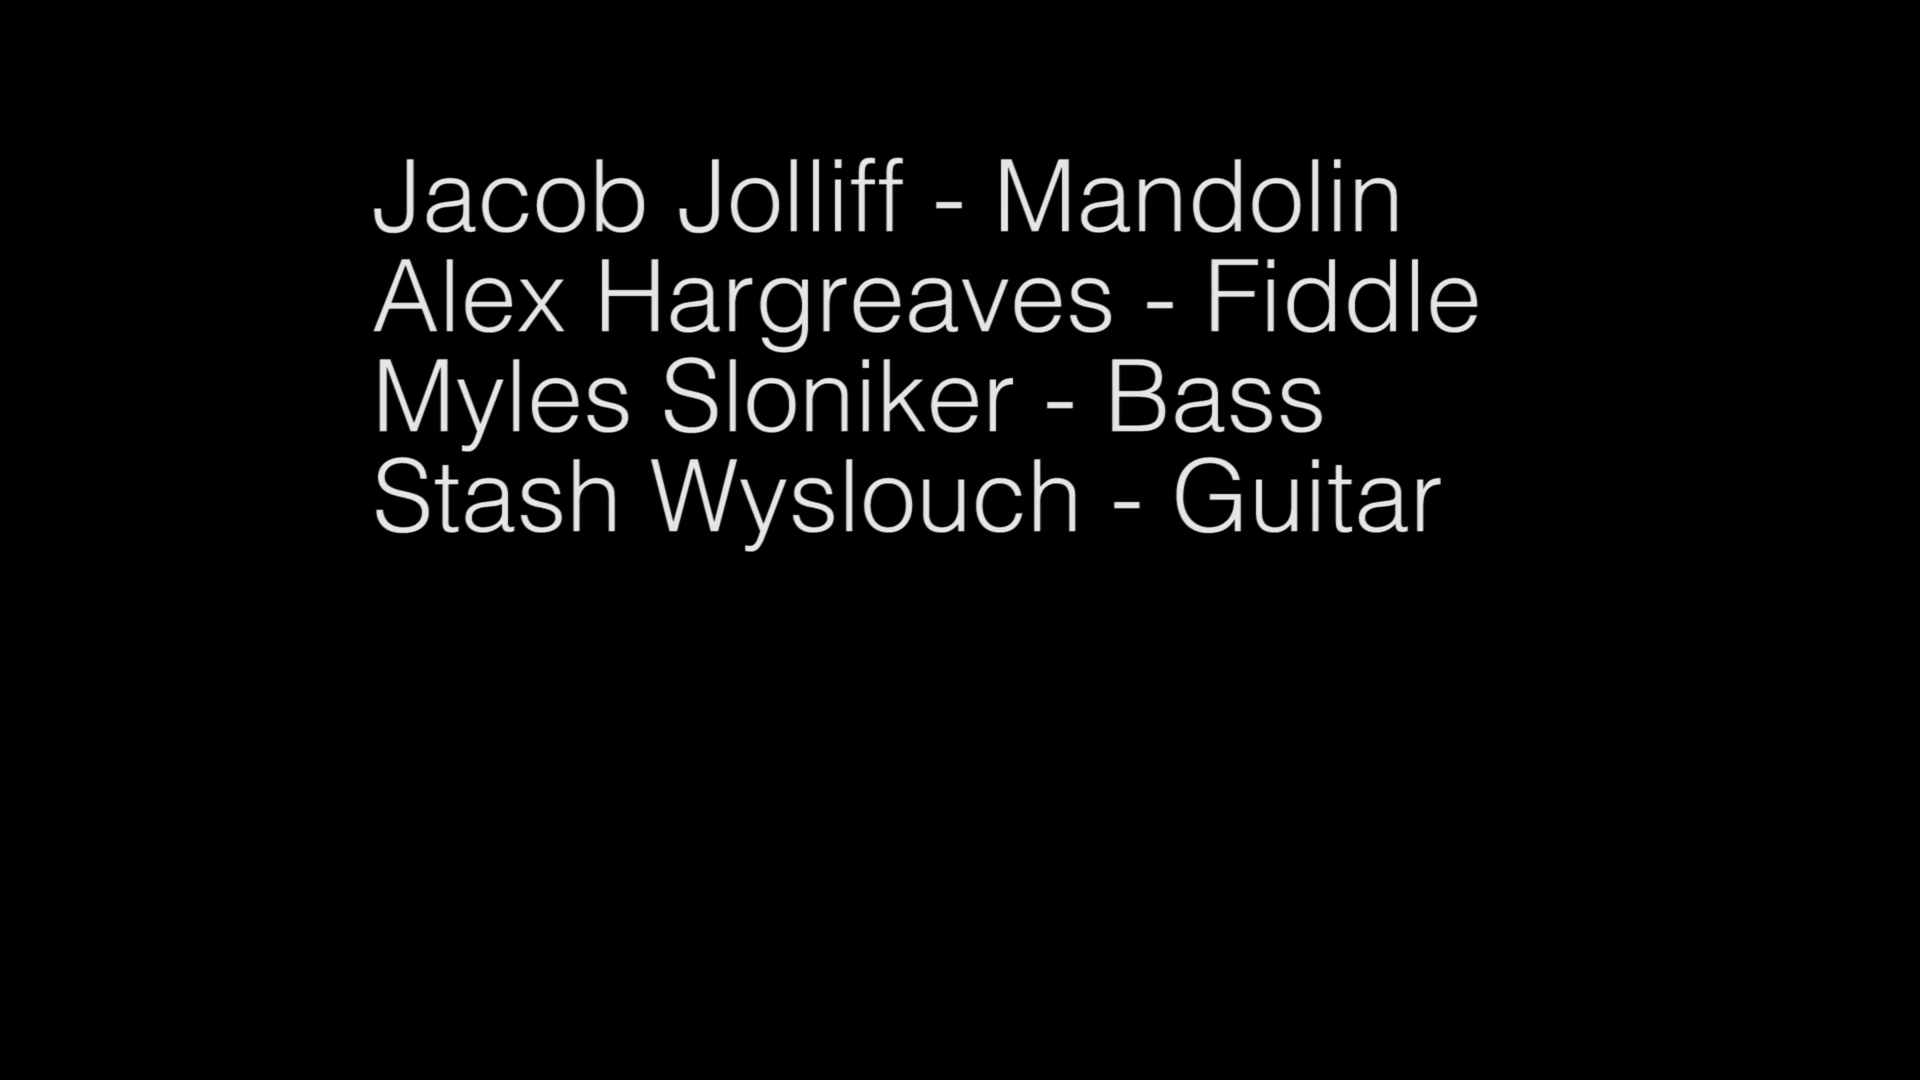 Jacob Jolliff - Mandolin
Alex Hargreaves - Fiddle
Myles Sloniker - Bass
Stash Wyslouch - Guitar